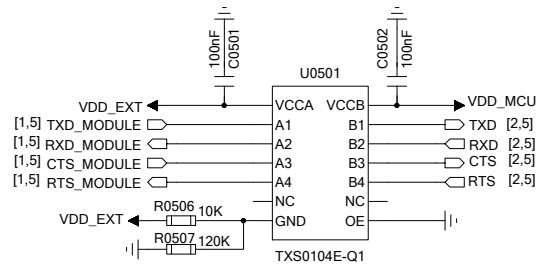 100nF C0501
C0502 100nF
U0501
VDD_EXT VCCA VCCB VDD_MCU
[1,5] TXD_MODULE A1 B1 TXD [2,5]
[1,5] RXD_MODULE A2 B2 RXD [2,5]
[1,5] CTS_MODULE A3 B3 CTS [2,5]
[1,5] RTS_MODULE A4 B4 RTS [2,5]
NC NC
R0506 10K
VDD_EXT GND OE
R0507 120K
TXS0104E-Q1